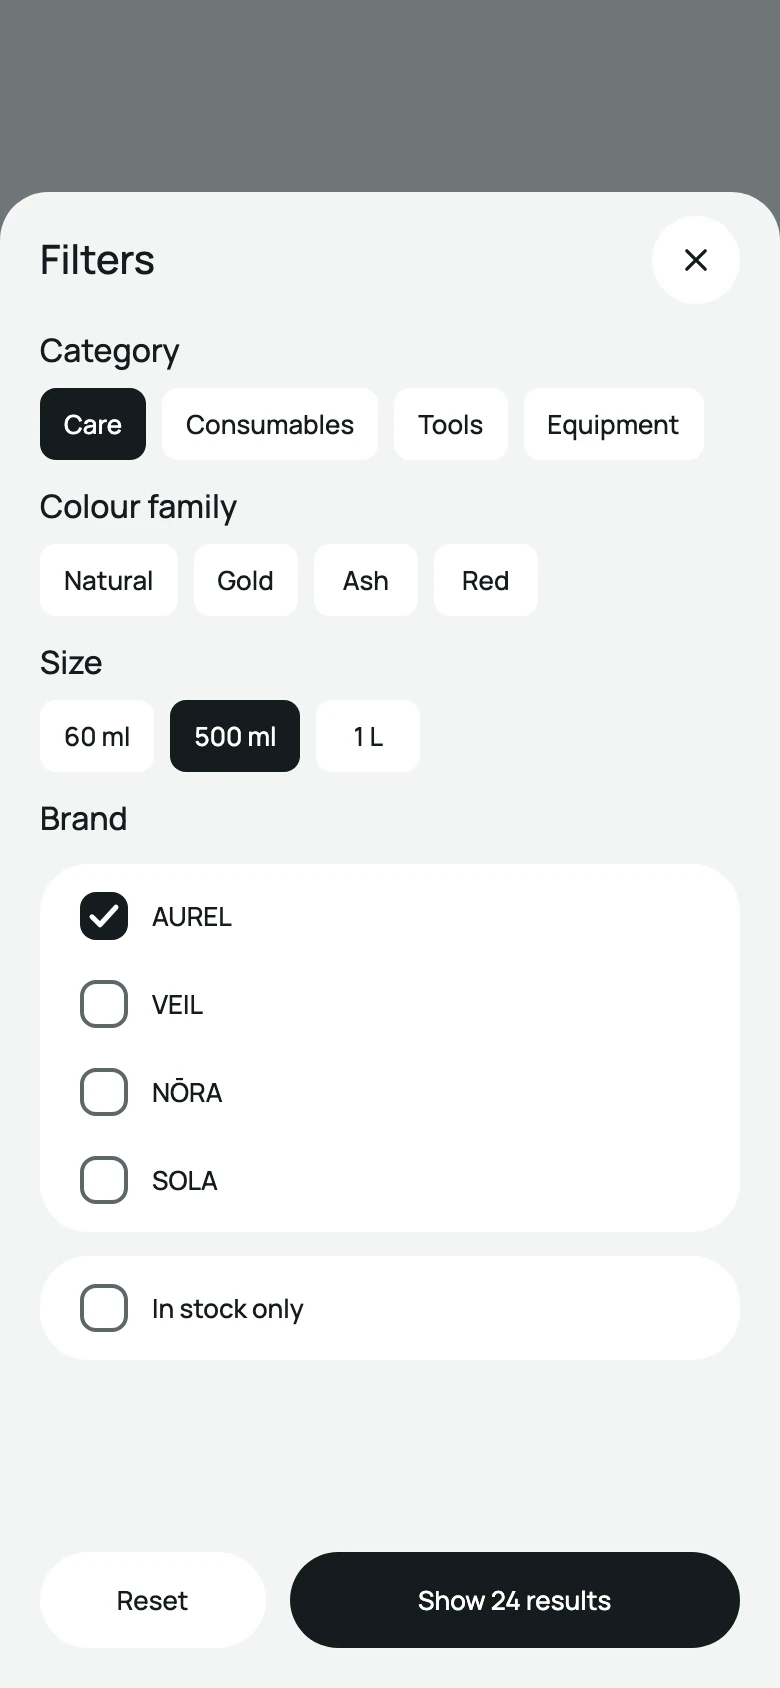 Filters
Category
Care Consumables Tools Equipment
Colour family
Natural Gold Ash Red
Size
60 ml 500 ml 1 L
Brand
AUREL
VEIL
NŌRA
SOLA
In stock only
Reset Show 24 results